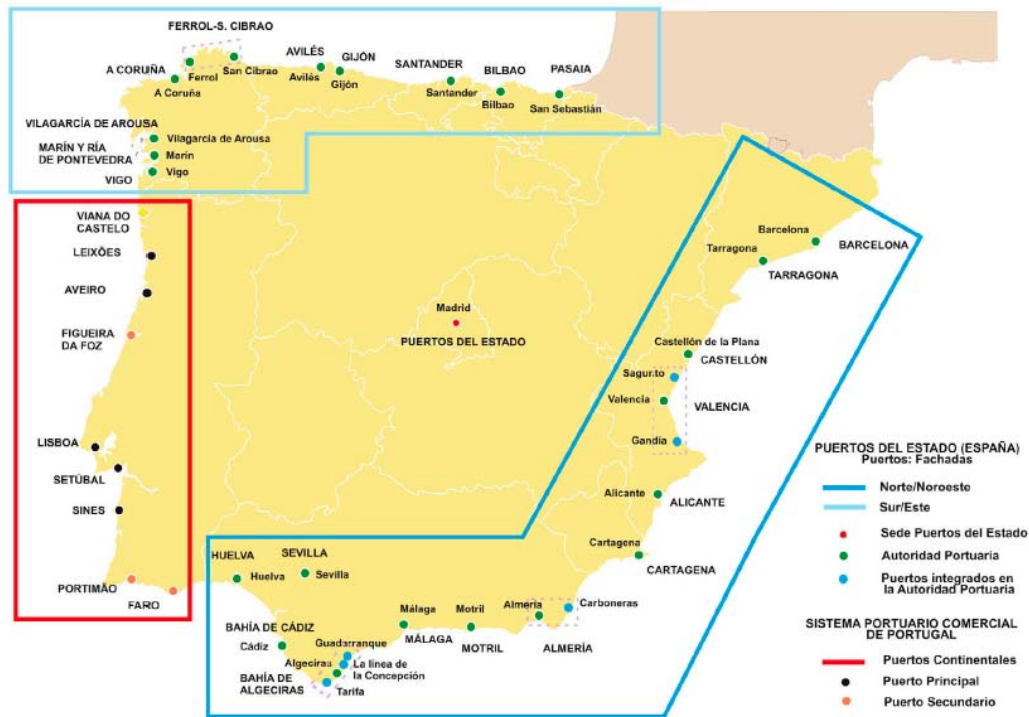 FERROL-S. CIBRAO
AVILÉS
GIJÓN
SANTANDER
BILBAO
PASAIA
A CORUÑA
Ferrol
San Cibrao
Avilés
Gijón
A Coruña
Santander
Bilbao
San Sebastián
VILAGARCÍA DE AROUSA
Vilagarcia de Arousa
MARÍN Y RÍA
DE PONTEVEDRA
Marín
VIGO
Vigo
VIANA DO
CASTELO
LEIXÕES
AVEIRO
FIGUEIRA
DA FOZ
LISBOA
SETÚBAL
SINES
PORTIMÃO
FARO
Madrid
PUERTOS DEL ESTADO
Barcelona
BARCELONA
Tarragona
TARRAGONA
Castellón de la Plana
CASTELLÓN
Sagunto
Valencia
VALENCIA
Gandía
Alicante
ALICANTE
Cartagena
CARTAGENA
HUELVA
Huelva
SEVILLA
Sevilla
BAHÍA DE CÁDIZ
Cádiz
Málaga
MÁLAGA
Motril
MOTRIL
Almería
Carboneras
ALMERÍA
Guadarranque
Algeciras
La linea de
la Concepción
BAHÍA DE
ALGECIRAS
Tarifa
PUERTOS DEL ESTADO (ESPAÑA)
Puertos: Fachadas
Norte/Noroeste
Sur/Este
Sede Puertos del Estado
Autoridad Portuaria
Puertos integrados en
la Autoridad Portuaria
SISTEMA PORTUARIO COMERCIAL
DE PORTUGAL
Puertos Continentales
Puerto Principal
Puerto Secundario